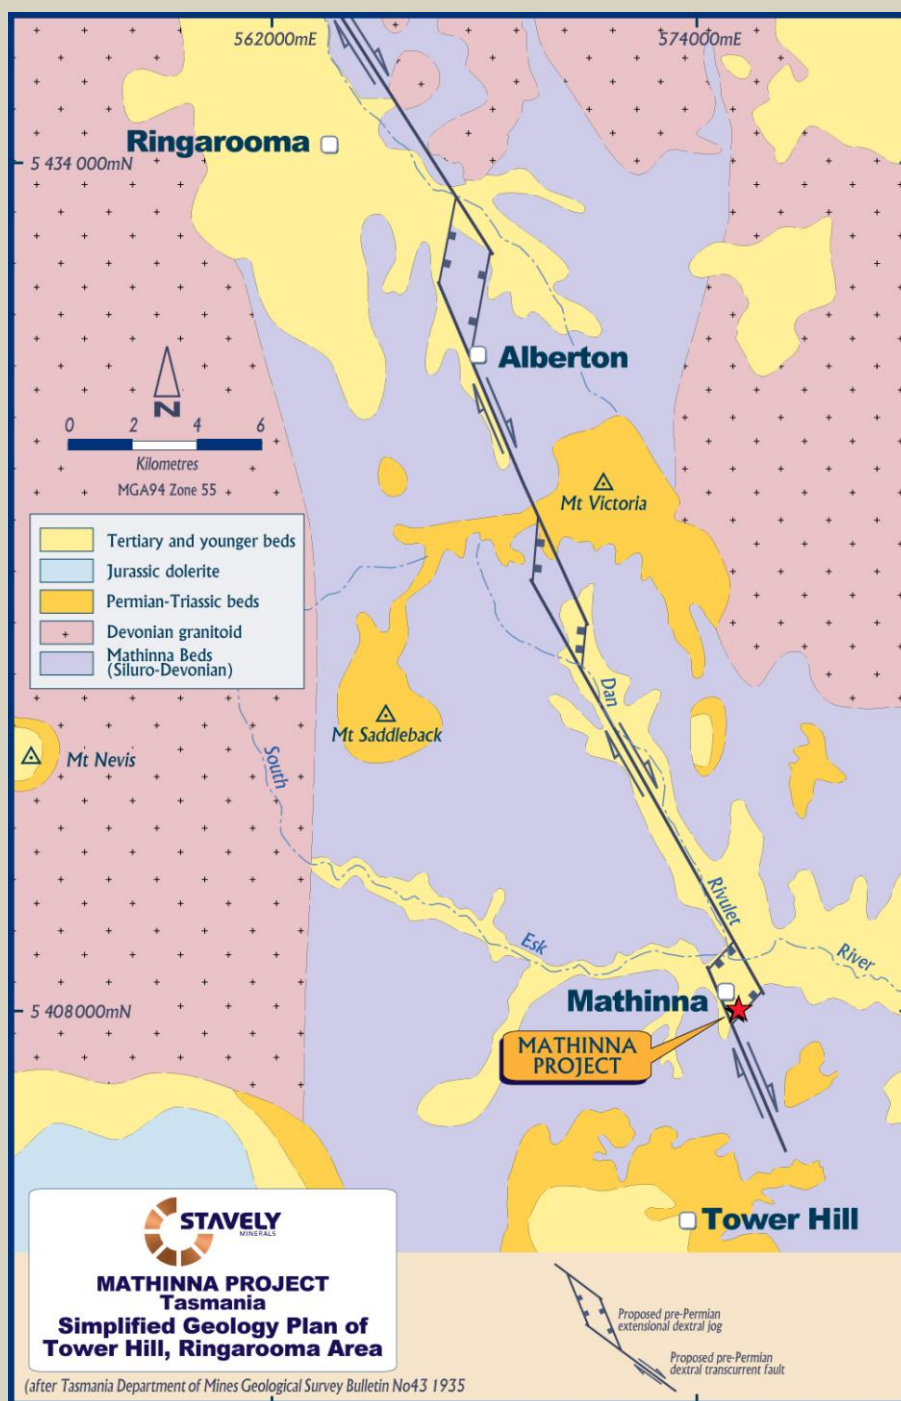 562000mE
574000mE
Ringarooma
5 434 000mN
Alberton
N
0 2 4 6
Kilometres
MGA94 Zone 55
Mt Victoria
Tertiary and younger beds
Jurassic dolerite
Permian-Triassic beds
Devonian granitoid
Mathinna Beds
(Siluro-Devonian)
Dan
Mt Saddleback
Mt Nevis
South
Rivulet
Esk
River
Mathinna
5 408 000mN
MATHINNA
PROJECT
Tower Hill
STAVELY
MINERALS
MATHINNA PROJECT
Tasmania
Simplified Geology Plan of
Tower Hill, Ringarooma Area
Proposed pre-Permian
extensional dextral jog
Proposed pre-Permian
dextral transcurrent fault
(after Tasmania Department of Mines Geological Survey Bulletin No43 1935